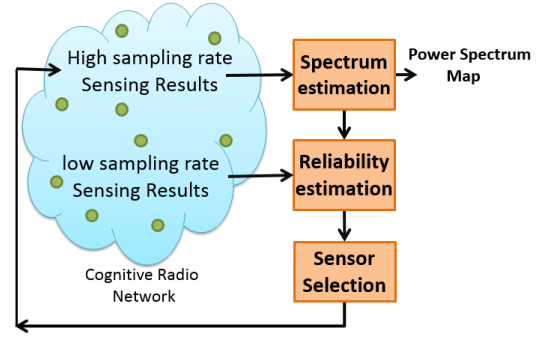 High sampling rate
Sensing Results
Spectrum
estimation
Power Spectrum
Map
low sampling rate
Sensing Results
Reliability
estimation
Sensor
Selection
Cognitive Radio
Network